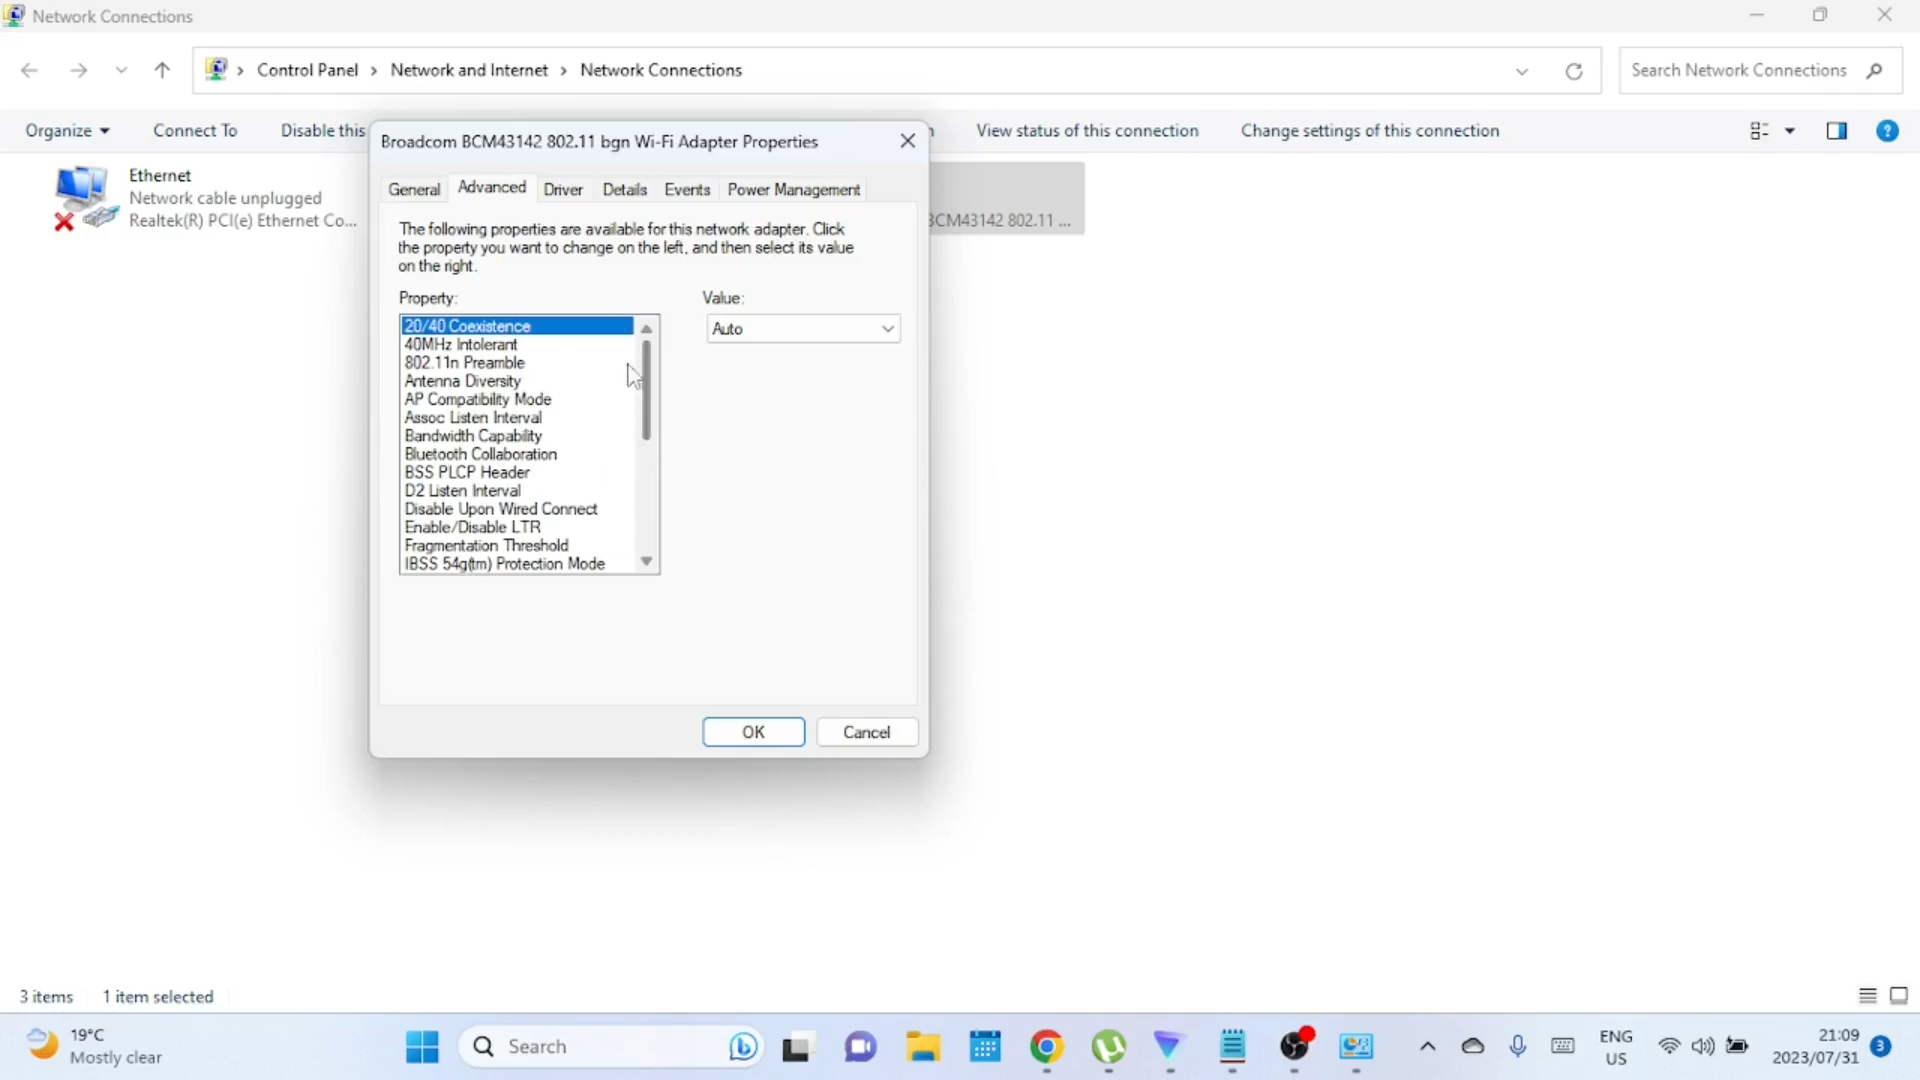 Network Connections
Control Panel > Network and Internet > Network Connections
Search Network Connections
Organize
Connect To
Disable this
View status of this connection
Change settings of this connection
Ethernet
Network cable unplugged
Realtek(R) PCI(e) Ethernet Co...
BCM43142 802.11 ...
Broadcom BCM43142 802.11 bgn Wi-Fi Adapter Properties
General
Advanced
Driver
Details
Events
Power Management
The following properties are available for this network adapter. Click
the property you want to change on the left, and then select its value
on the right.
Property:
Value:
20/40 Coexistence
Auto
40MHz Intolerant
802.11n Preamble
Antenna Diversity
AP Compatibility Mode
Assoc Listen Interval
Bandwidth Capability
Bluetooth Collaboration
BSS PLCP Header
D2 Listen Interval
Disable Upon Wired Connect
Enable/Disable LTR
Fragmentation Threshold
IBSS 54g(tm) Protection Mode
OK
Cancel
3 items
1 item selected
19°C
Mostly clear
Search
ENG
US
21:09
2023/07/31
3